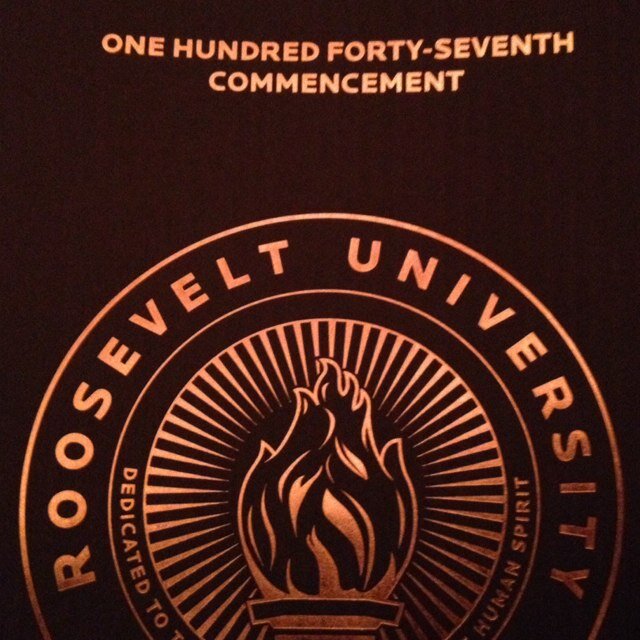 ONE HUNDRED FORTY-SEVENTH
COMMENCEMENT
ROOSEVELT UNIVERSITY
DEDICATED TO
HUMAN SPIRIT